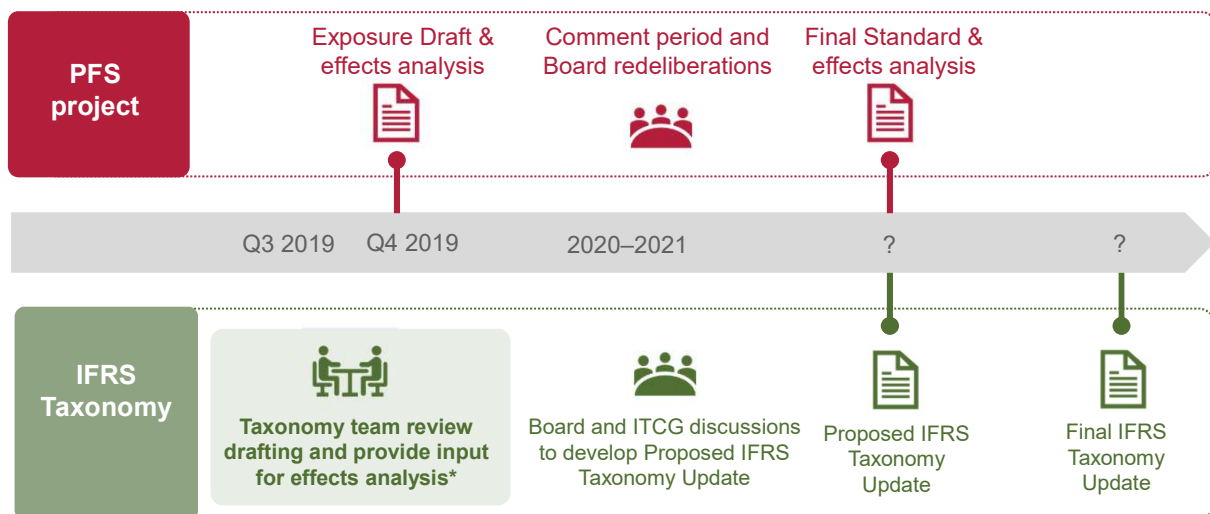 PFS
project
Exposure Draft &
effects analysis
Comment period and
Board redeliberations
Final Standard &
effects analysis
Q3 2019
Q4 2019
2020–2021
?
?
IFRS
Taxonomy
Taxonomy team review
drafting and provide input
for effects analysis*
Board and ITCG discussions
to develop Proposed IFRS
Taxonomy Update
Proposed IFRS
Taxonomy
Update
Final IFRS
Taxonomy
Update